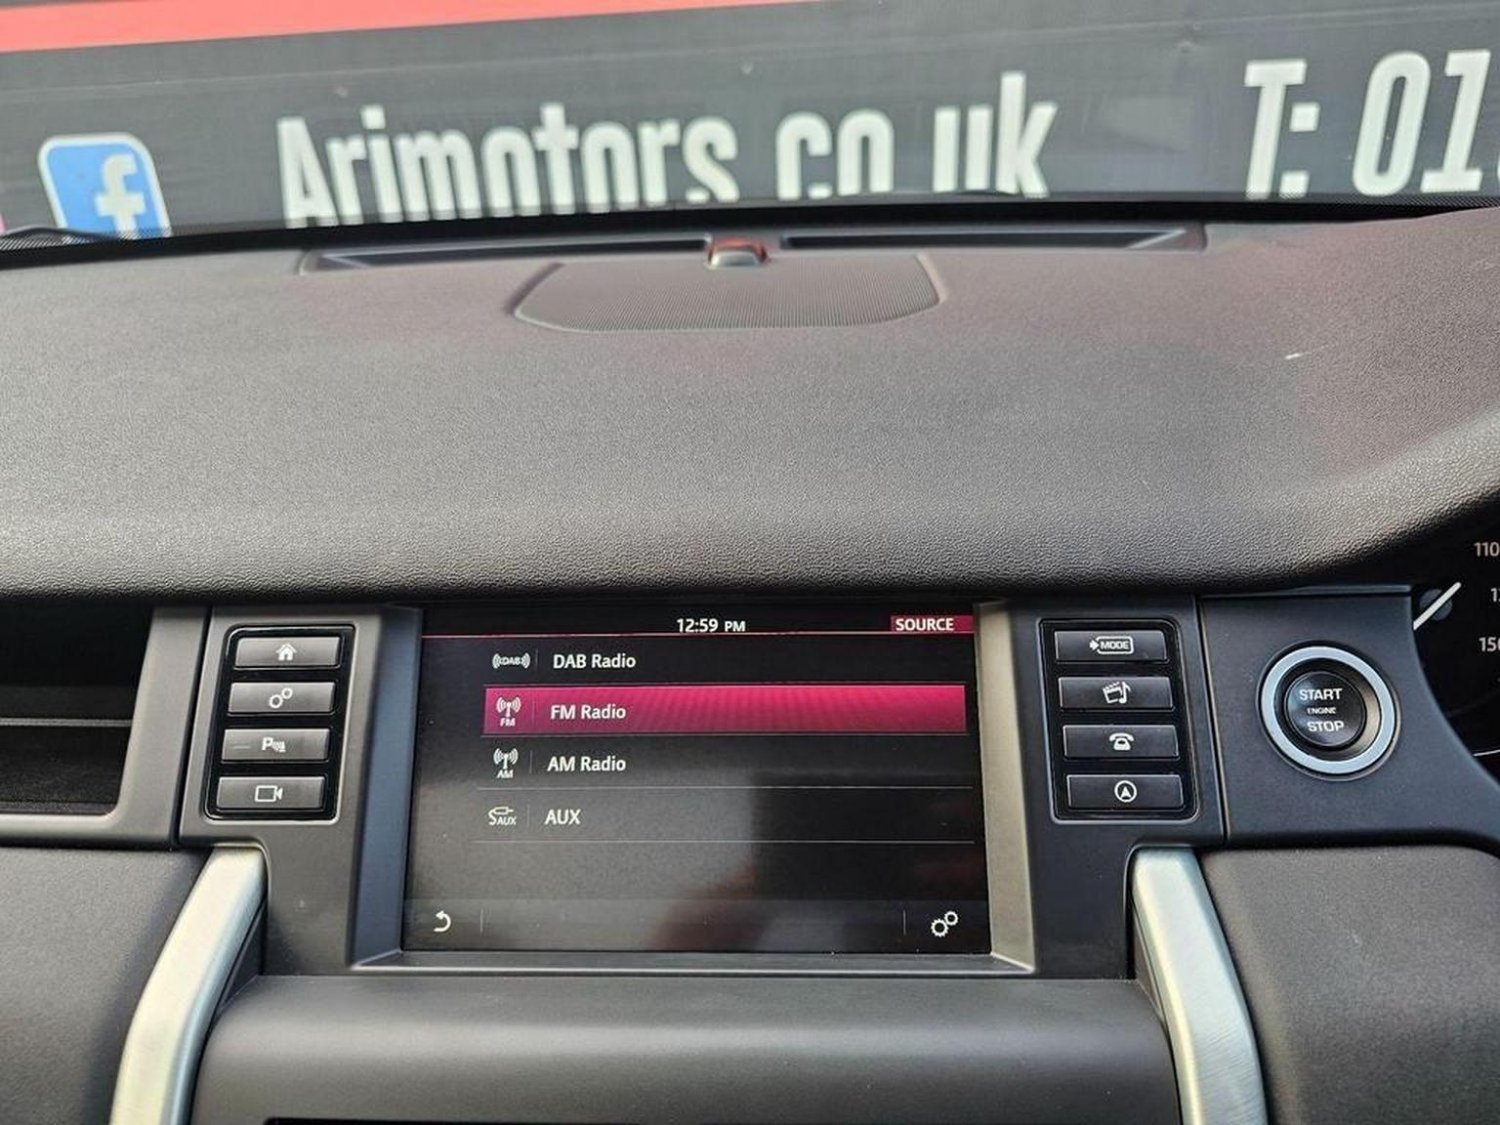 f Arimotors.co.uk T: 01
12:59 PM SOURCE
DAB DAB Radio
FM FM Radio
AM AM Radio
AUX AUX
P
MODE
START
ENGINE
STOP
110
150